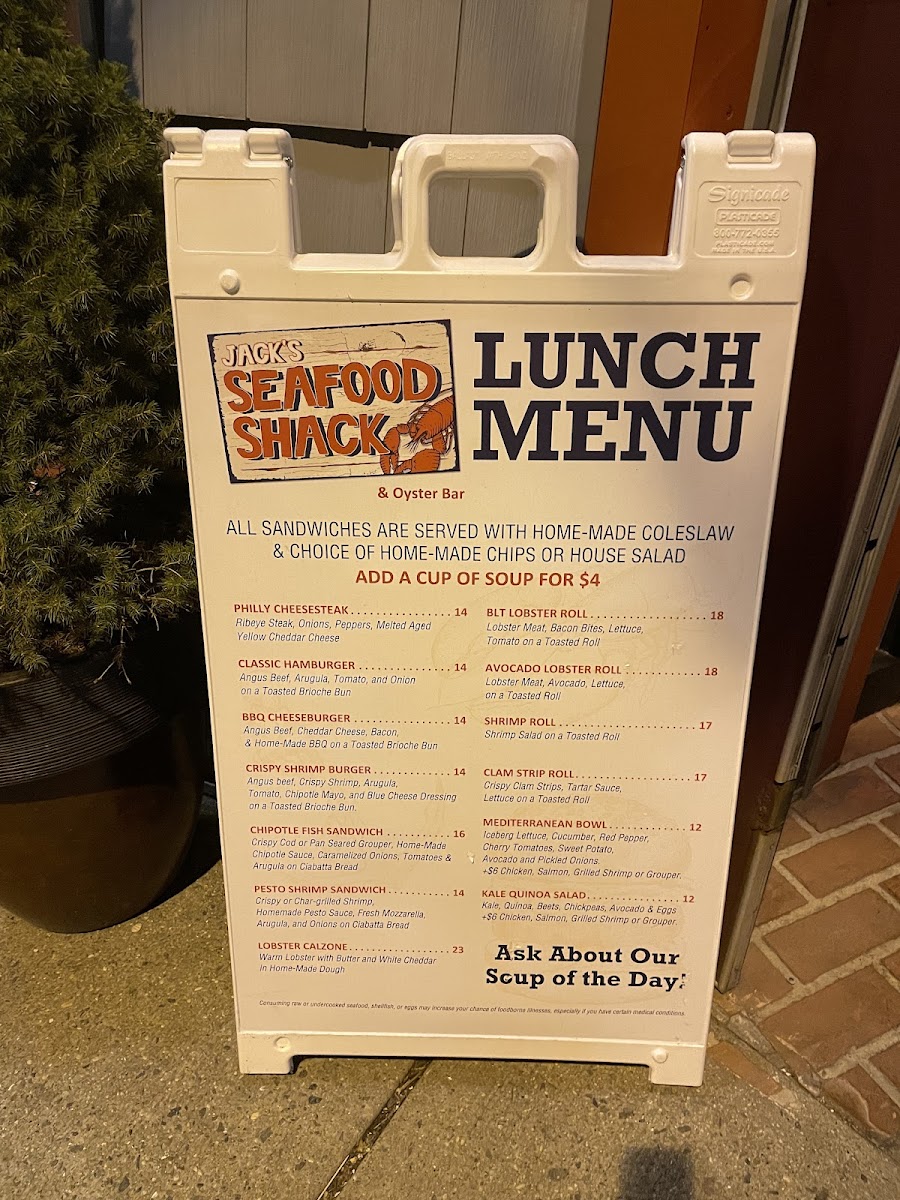 Signicade
PLASTICADE
800-772-0355
PLASTICADE.COM
MADE IN THE U.S.A.
JACK'S
SEAFOOD
SHACK
LUNCH
MENU
& Oyster Bar
ALL SANDWICHES ARE SERVED WITH HOME-MADE COLESLAW
& CHOICE OF HOME-MADE CHIPS OR HOUSE SALAD
ADD A CUP OF SOUP FOR $4
PHILLY CHEESESTEAK . . . . . . . . . . . . . . . 14
Ribeye Steak, Onions, Peppers, Melted Aged
Yellow Cheddar Cheese
CLASSIC HAMBURGER . . . . . . . . . . . . . . 14
Angus Beef, Arugula, Tomato, and Onion
on a Toasted Brioche Bun
BBQ CHEESEBURGER . . . . . . . . . . . . . . 14
Angus Beef, Cheddar Cheese, Bacon,
& Home-Made BBQ on a Toasted Brioche Bun
CRISPY SHRIMP BURGER . . . . . . . . . . . . 14
Angus beef, Crispy Shrimp, Arugula,
Tomato, Chipotle Mayo, and Blue Cheese Dressing
on a Toasted Brioche Bun.
CHIPOTLE FISH SANDWICH . . . . . . . . . . 16
Crispy Cod or Pan Seared Grouper, Home-Made
Chipotle Sauce, Caramelized Onions, Tomatoes &
Arugula on Ciabatta Bread
PESTO SHRIMP SANDWICH . . . . . . . . . . 14
Crispy or Char-grilled Shrimp,
Homemade Pesto Sauce, Fresh Mozzarella,
Arugula, and Onions on Ciabatta Bread
LOBSTER CALZONE . . . . . . . . . . . . . . . . 23
Warm Lobster with Butter and White Cheddar
in Home-Made Dough
BLT LOBSTER ROLL . . . . . . . . . . . . . . . . . 18
Lobster Meat, Bacon Bites, Lettuce,
Tomato on a Toasted Roll
AVOCADO LOBSTER ROLL . . . . . . . . . . . 18
Lobster Meat, Avocado, Lettuce,
on a Toasted Roll
SHRIMP ROLL . . . . . . . . . . . . . . . . . . . . 17
Shrimp Salad on a Toasted Roll
CLAM STRIP ROLL . . . . . . . . . . . . . . . . . 17
Crispy Clam Strips, Tartar Sauce,
Lettuce on a Toasted Roll
MEDITERRANEAN BOWL . . . . . . . . . . . . 12
Iceberg Lettuce, Cucumber, Red Pepper,
Cherry Tomatoes, Sweet Potato,
Avocado and Pickled Onions.
+$6 Chicken, Salmon, Grilled Shrimp or Grouper.
KALE QUINOA SALAD . . . . . . . . . . . . . . 12
Kale, Quinoa, Beets, Chickpeas, Avocado & Eggs
+$6 Chicken, Salmon, Grilled Shrimp or Grouper.
Ask About Our
Soup of the Day!
Consuming raw or undercooked seafood, shellfish, or eggs may increase your chance of foodborne illnesses, especially if you have certain medical conditions.